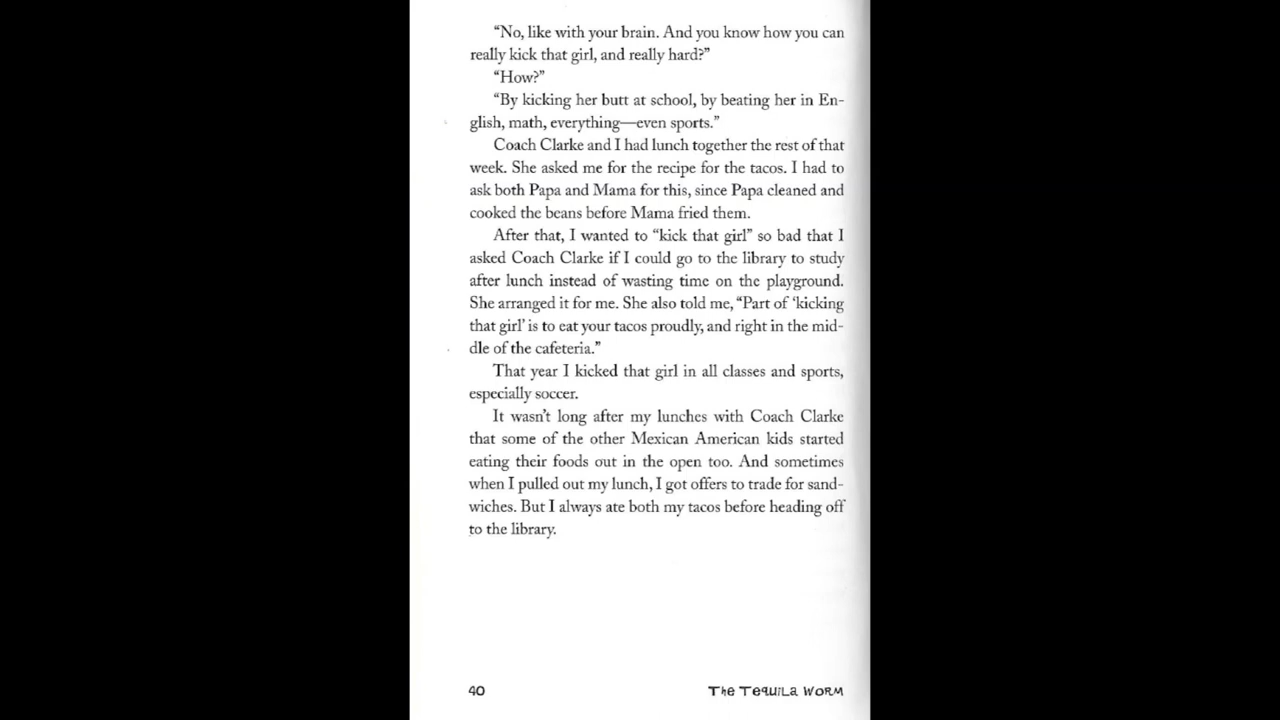 “No, like with your brain. And you know how you can
really kick that girl, and really hard?”
“How?”
“By kicking her butt at school, by beating her in En-
glish, math, everything—even sports.”
Coach Clarke and I had lunch together the rest of that
week. She asked me for the recipe for the tacos. I had to
ask both Papa and Mama for this, since Papa cleaned and
cooked the beans before Mama fried them.
After that, I wanted to “kick that girl” so bad that I
asked Coach Clarke if I could go to the library to study
after lunch instead of wasting time on the playground.
She arranged it for me. She also told me, “Part of ‘kicking
that girl’ is to eat your tacos proudly, and right in the mid-
dle of the cafeteria.”
That year I kicked that girl in all classes and sports,
especially soccer.
It wasn’t long after my lunches with Coach Clarke
that some of the other Mexican American kids started
eating their foods out in the open too. And sometimes
when I pulled out my lunch, I got offers to trade for sand-
wiches. But I always ate both my tacos before heading off
to the library.
40 The Tequila Worm